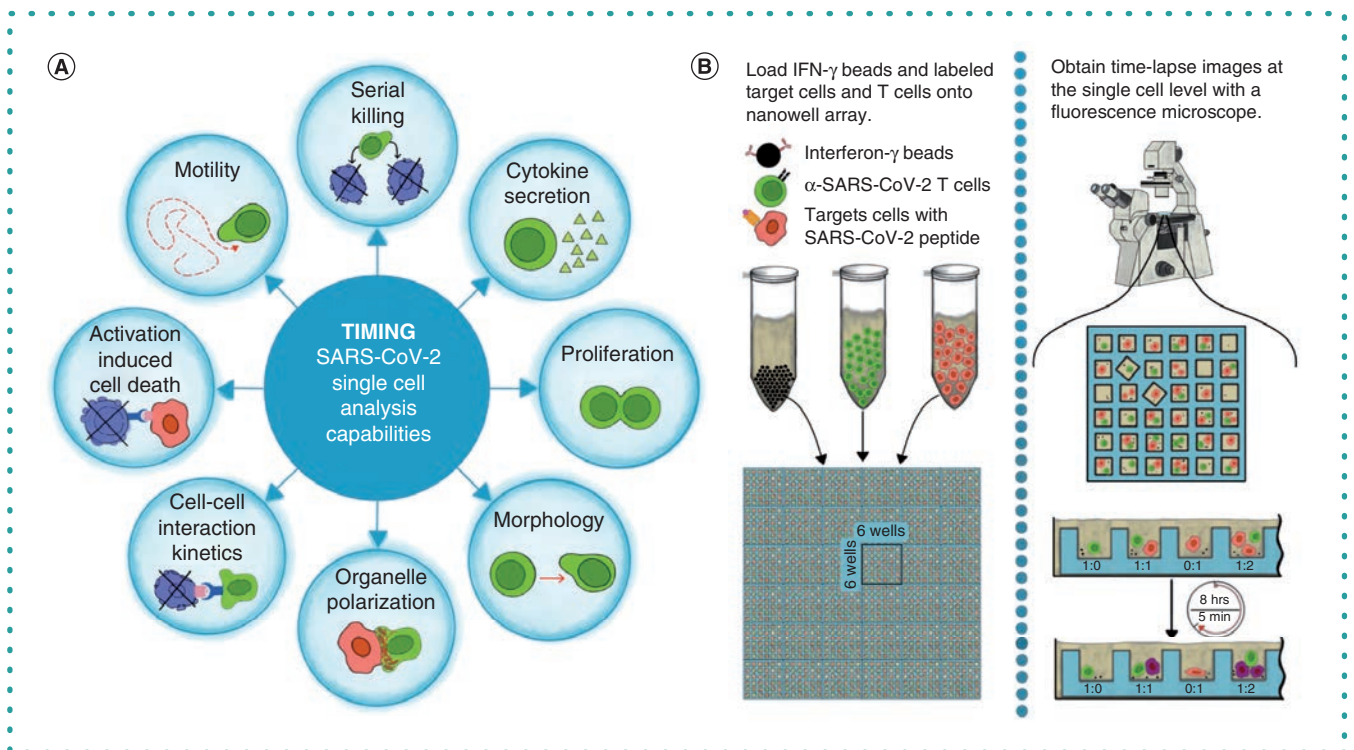 A
Serial
killing
Cytokine
secretion
Proliferation
Morphology
Organelle
polarization
Cell-cell
interaction
kinetics
Activation
induced
cell death
Motility
TIMING
SARS-CoV-2
single cell
analysis
capabilities
B
Load IFN-γ beads and labeled
target cells and T cells onto
nanowell array.
Interferon-γ beads
α-SARS-CoV-2 T cells
Targets cells with
SARS-CoV-2 peptide
6 wells
6 wells
Obtain time-lapse images at
the single cell level with a
fluorescence microscope.
1:0 1:1 0:1 1:2
8 hrs
5 min
1:0 1:1 0:1 1:2